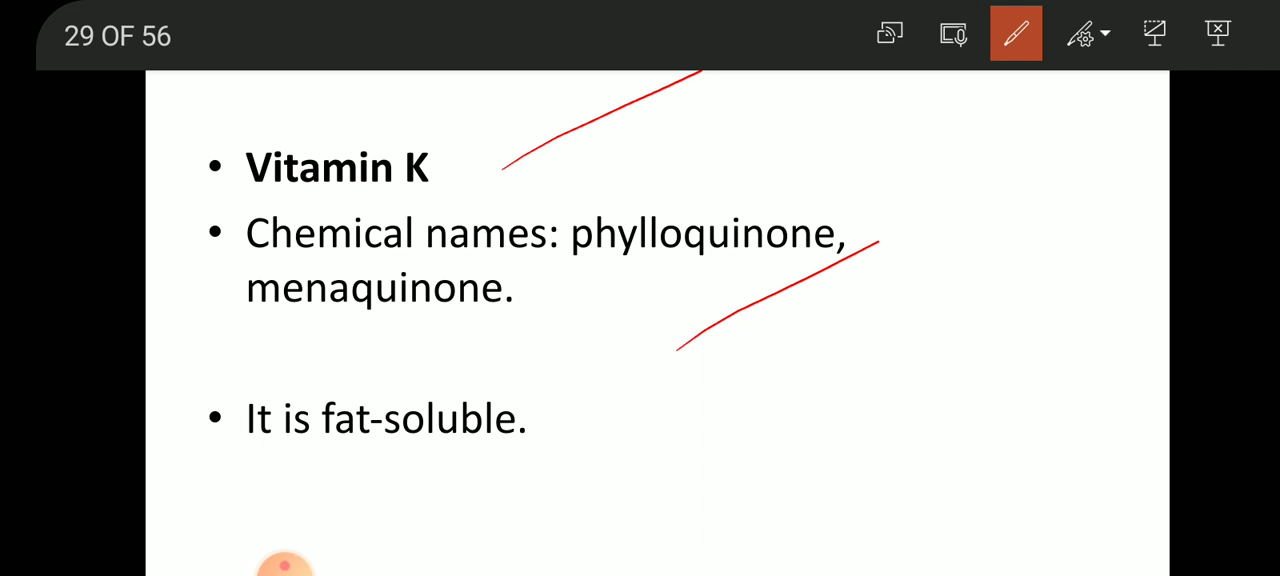 29 OF 56
• Vitamin K
• Chemical names: phylloquinone,
menaquinone.
• It is fat-soluble.